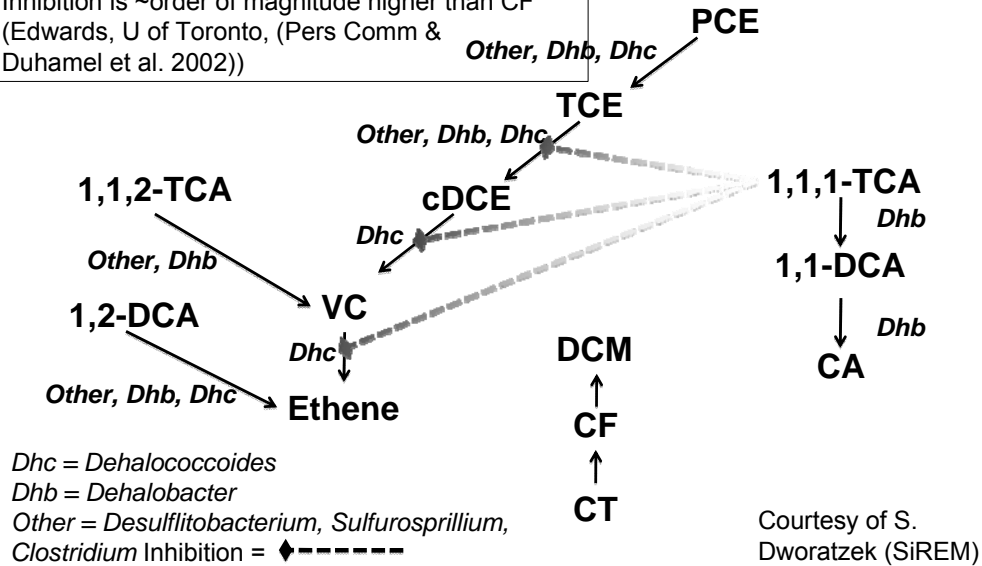 Inhibition is ~order of magnitude higher than CF
(Edwards, U of Toronto, (Pers Comm &
Duhamel et al. 2002))
PCE
Other, Dhb, Dhc
TCE
Other, Dhb, Dhc
cDCE
Dhc
VC
Dhc
Ethene
1,1,2-TCA
Other, Dhb
1,2-DCA
Other, Dhb, Dhc
1,1,1-TCA
Dhb
1,1-DCA
Dhb
CA
DCM
CF
CT
Dhc = Dehalococcoides
Dhb = Dehalobacter
Other = Desulflitobacterium, Sulfurosprillium,
Clostridium Inhibition =
Courtesy of S.
Dworatzek (SiREM)